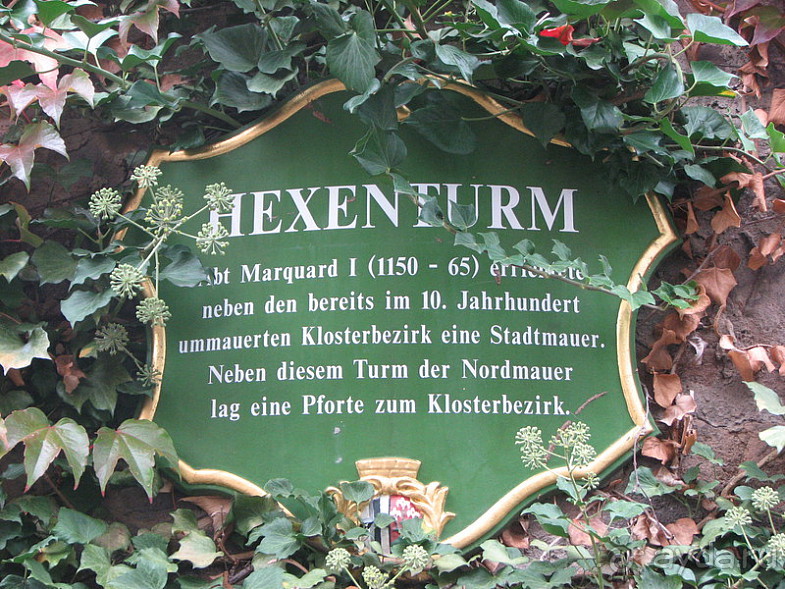 HEXENTURM
Abt Marquard I (1150 - 65) errichtete
neben den bereits im 10. Jahrhundert
ummauerten Klosterbezirk eine Stadtmauer.
Neben diesem Turm der Nordmauer
lag eine Pforte zum Klosterbezirk.